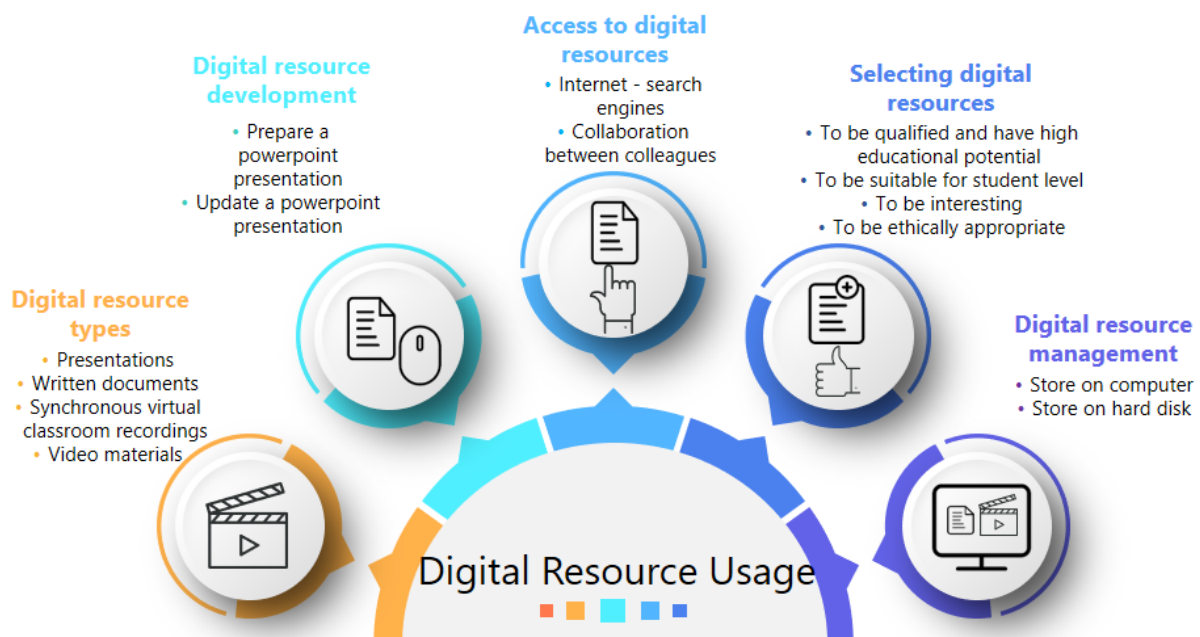 Digital resource
types
• Presentations
• Written documents
• Synchronous virtual
classroom recordings
• Video materials
Digital resource
development
• Prepare a
powerpoint
presentation
• Update a powerpoint
presentation
Access to digital
resources
• Internet - search
engines
• Collaboration
between colleagues
Selecting digital
resources
• To be qualified and have high
educational potential
• To be suitable for student level
• To be interesting
• To be ethically appropriate
Digital resource
management
• Store on computer
• Store on hard disk
Digital Resource Usage